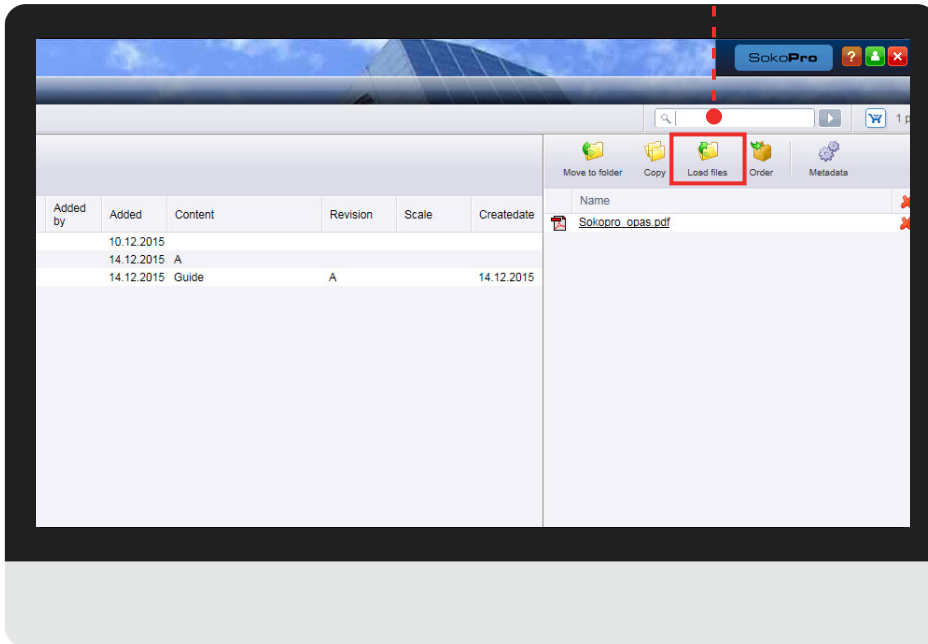 SokoPro
?
1 p
Move to folder Copy Load files Order Metadata
Added by Added Content Revision Scale Createdate
Name
Sokopro_opas.pdf
10.12.2015
14.12.2015 A
14.12.2015 Guide A 14.12.2015